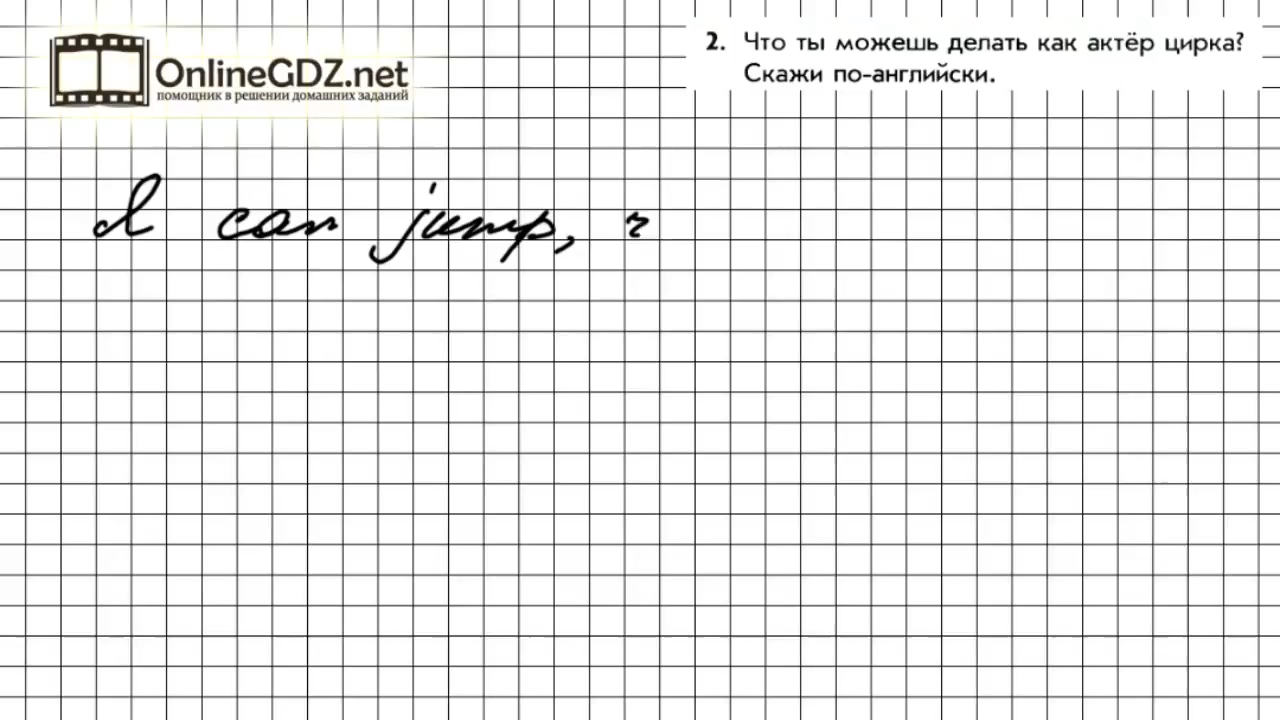 OnlineGDZ.net
помощник в решении домашних заданий
2. Что ты можешь делать как актёр цирка?
Скажи по-английски.
I can jump, r